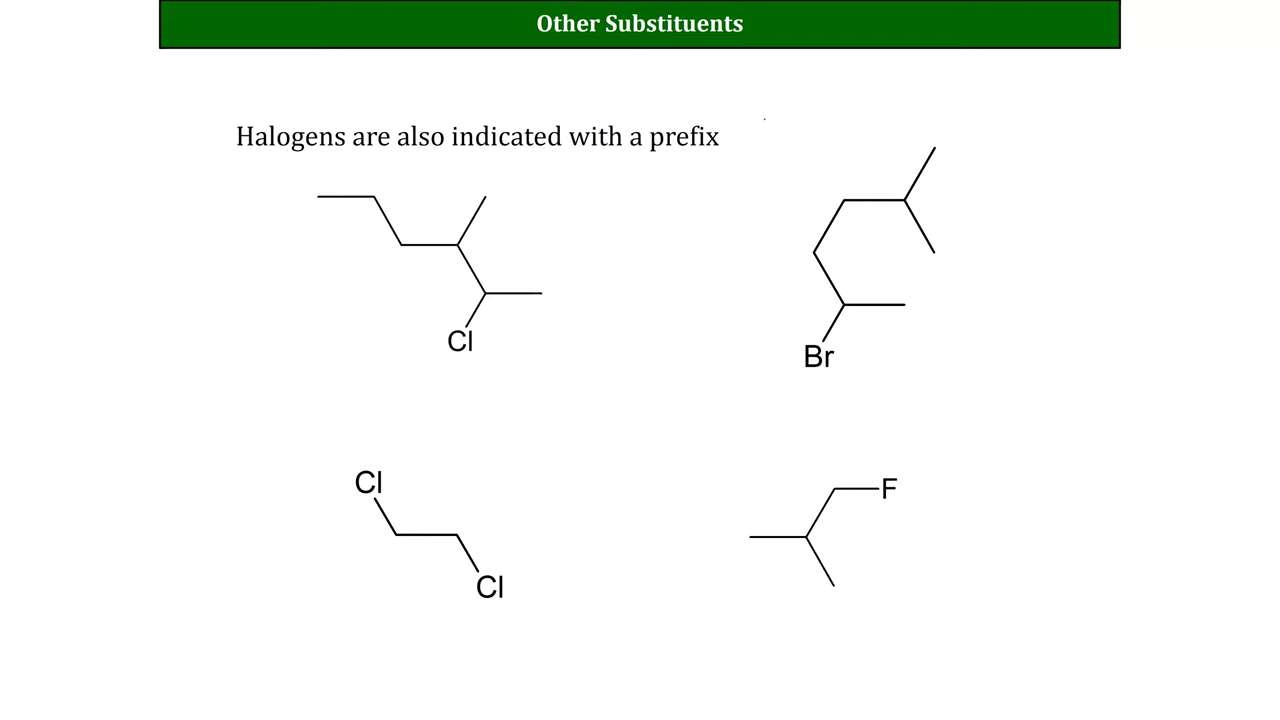 Other Substituents
Halogens are also indicated with a prefix
Cl
Br
Cl
Cl
F